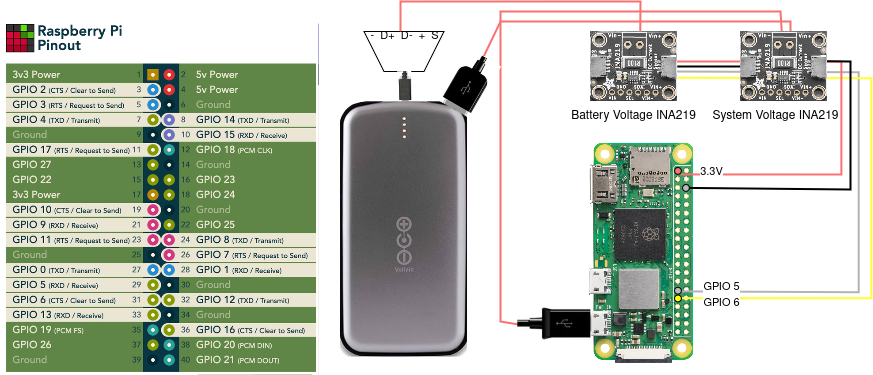 Raspberry Pi
Pinout
3v3 Power 1 2 5v Power
GPIO 2 (CTS / Clear to Send) 3 4 5v Power
GPIO 3 (RTS / Request to Send) 5 6 Ground
GPIO 4 (TXD / Transmit) 7 8 GPIO 14 (TXD / Transmit)
Ground 9 10 GPIO 15 (RXD / Receive)
GPIO 17 (RTS / Request to Send) 11 12 GPIO 18 (PCM CLK)
GPIO 27 13 14 Ground
GPIO 22 15 16 GPIO 23
3v3 Power 17 18 GPIO 24
GPIO 10 (CTS / Clear to Send) 19 20 Ground
GPIO 9 (RXD / Receive) 21 22 GPIO 25
GPIO 11 (RTS / Request to Send) 23 24 GPIO 8 (TXD / Transmit)
Ground 25 26 GPIO 7 (RTS / Request to Send)
GPIO 0 (TXD / Transmit) 27 28 GPIO 1 (RXD / Receive)
GPIO 5 (RXD / Receive) 29 30 Ground
GPIO 6 (CTS / Clear to Send) 31 32 GPIO 12 (TXD / Transmit)
GPIO 13 (RXD / Receive) 33 34 Ground
GPIO 19 (PCM FS) 35 36 GPIO 16 (CTS / Clear to Send)
GPIO 26 37 38 GPIO 20 (PCM DIN)
Ground 39 40 GPIO 21 (PCM DOUT)
- D+ D- + S
eco
Vin- Vin+
INA219
R100
Vin- Vin+
INA219
R100
Battery Voltage INA219
System Voltage INA219
3.3V
GPIO 5
GPIO 6